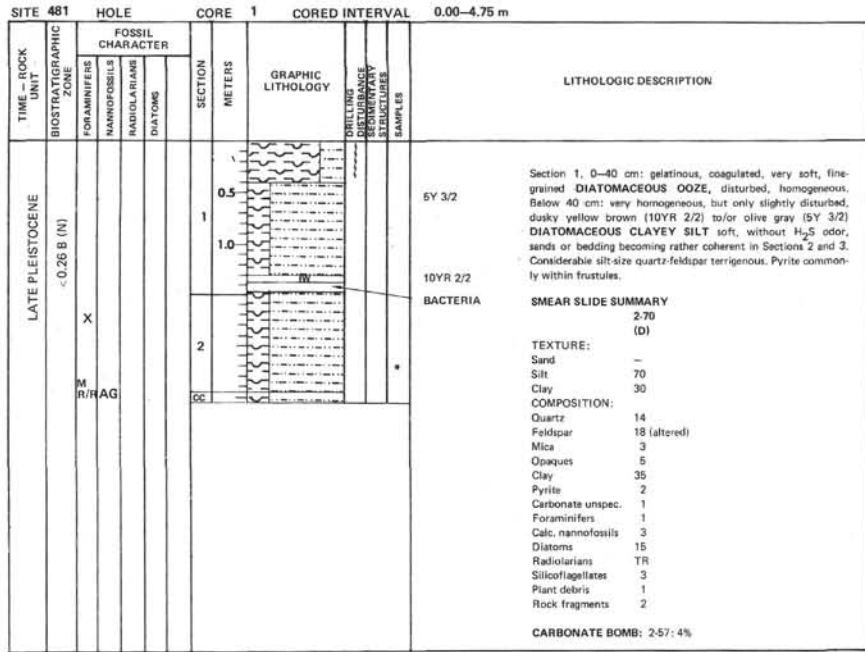 SITE 481 HOLE CORE 1 CORED INTERVAL 0.00–4.75 m
TIME – ROCK UNIT
BIOSTRATIGRAPHIC ZONE
FOSSIL CHARACTER
FORAMINIFERS
NANNOFOSSILS
RADIOLARIANS
DIATOMS
SECTION
METERS
GRAPHIC LITHOLOGY
DRILLING DISTURBANCE
SEDIMENTARY STRUCTURES
SAMPLES
LITHOLOGIC DESCRIPTION
LATE PLEISTOCENE
<0.26 B (N)
X
M
R/R AG
1
0.5
1.0
IW
2
CC
*
5Y 3/2
10YR 2/2
BACTERIA
Section 1, 0–40 cm: gelatinous, coagulated, very soft, fine-
grained DIATOMACEOUS OOZE, disturbed, homogeneous.
Below 40 cm: very homogeneous, but only slightly disturbed,
dusky yellow brown (10YR 2/2) to/or olive gray (5Y 3/2)
DIATOMACEOUS CLAYEY SILT soft, without H2S odor,
sands or bedding becoming rather coherent in Sections 2 and 3.
Considerable silt-size quartz-feldspar terrigenous. Pyrite common-
ly within frustules.
SMEAR SLIDE SUMMARY
2-70
(D)
TEXTURE:
Sand –
Silt 70
Clay 30
COMPOSITION:
Quartz 14
Feldspar 18 (altered)
Mica 3
Opaques 5
Clay 35
Pyrite 2
Carbonate unspec. 1
Foraminifers 1
Calc. nannofossils 3
Diatoms 15
Radiolarians TR
Silicoflagellates 3
Plant debris 1
Rock fragments 2
CARBONATE BOMB: 2-57: 4%